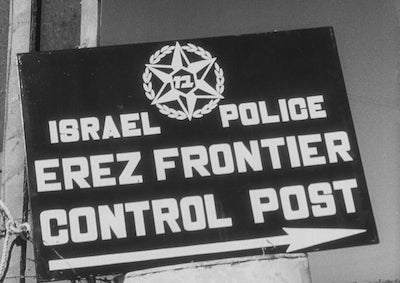 ISRAEL POLICE
EREZ FRONTIER
CONTROL POST